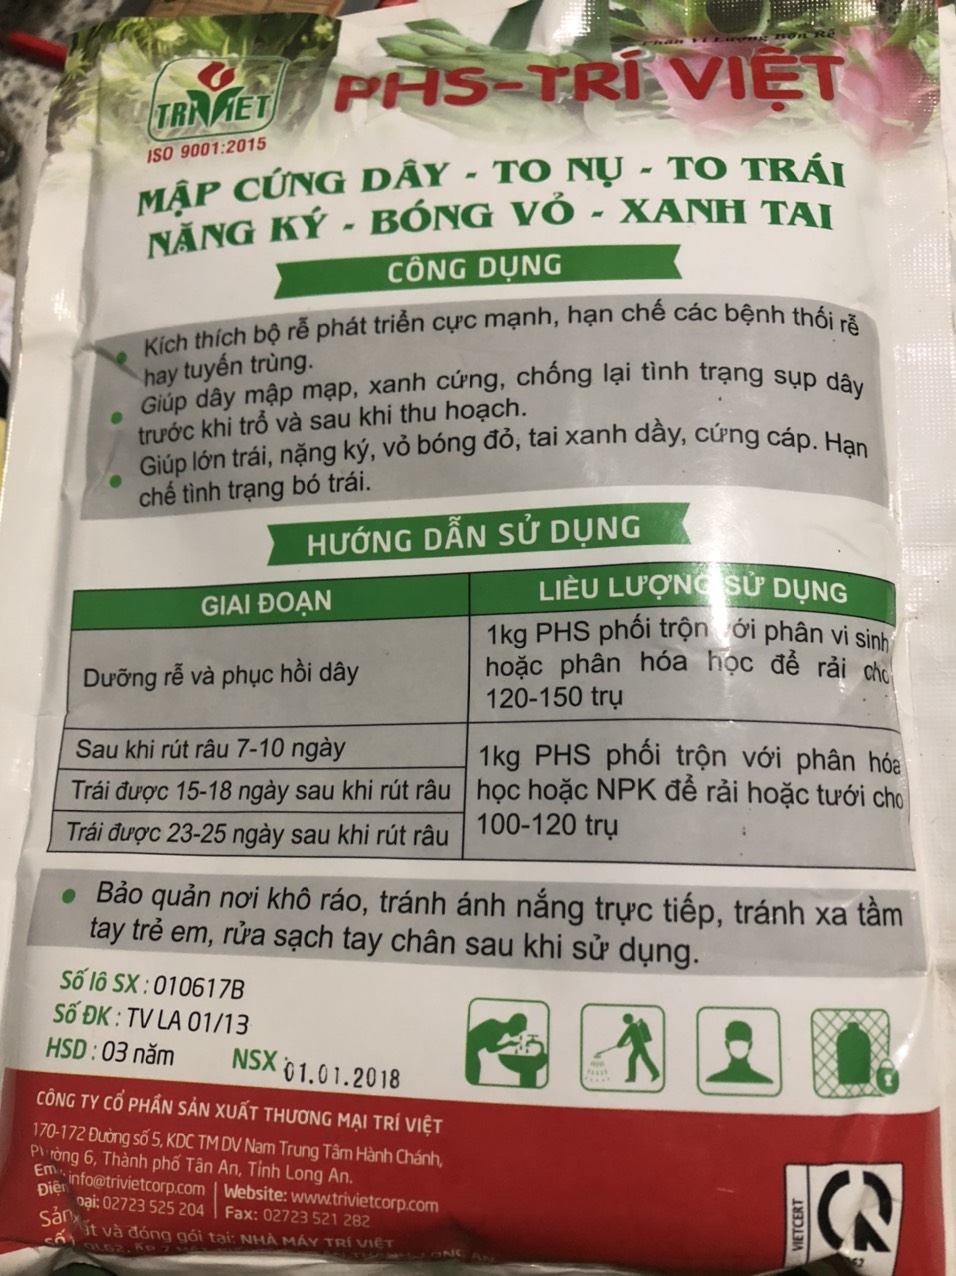 Phân Vi Lượng Bón Rễ
TRIVIET
PHS-TRÍ VIỆT
ISO 9001:2015
MẬP CỨNG DÂY - TO NỤ - TO TRÁI
NẶNG KÝ - BÓNG VỎ - XANH TAI
CÔNG DỤNG
• Kích thích bộ rễ phát triển cực mạnh, hạn chế các bệnh thối rễ
hay tuyến trùng.
• Giúp dây mập mạp, xanh cứng, chống lại tình trạng sụp dây
trước khi trổ và sau khi thu hoạch.
• Giúp lớn trái, nặng ký, vỏ bóng đỏ, tai xanh dầy, cứng cáp. Hạn
chế tình trạng bó trái.
HƯỚNG DẪN SỬ DỤNG
GIAI ĐOẠN
LIỀU LƯỢNG SỬ DỤNG
Dưỡng rễ và phục hồi dây
1kg PHS phối trộn với phân vi sinh
hoặc phân hóa học để rải cho
120-150 trụ
Sau khi rút râu 7-10 ngày
Trái được 15-18 ngày sau khi rút râu
Trái được 23-25 ngày sau khi rút râu
1kg PHS phối trộn với phân hóa
học hoặc NPK để rải hoặc tưới cho
100-120 trụ
• Bảo quản nơi khô ráo, tránh ánh nắng trực tiếp, tránh xa tầm
tay trẻ em, rửa sạch tay chân sau khi sử dụng.
Số lô SX : 010617B
Số ĐK : TV LA 01/13
HSD : 03 năm NSX : 01.01.2018
CÔNG TY CỔ PHẦN SẢN XUẤT THƯƠNG MẠI TRÍ VIỆT
170-172 Đường số 5, KDC TM DV Nam Trung Tâm Hành Chánh,
Phường 6, Thành phố Tân An, Tỉnh Long An.
info@trivietcorp.com | Website: www.trivietcorp.com
02723 525 204 | Fax: 02723 521 282
và đóng gói tại: NHÀ MÁY TRÍ VIỆT
VIETCERT